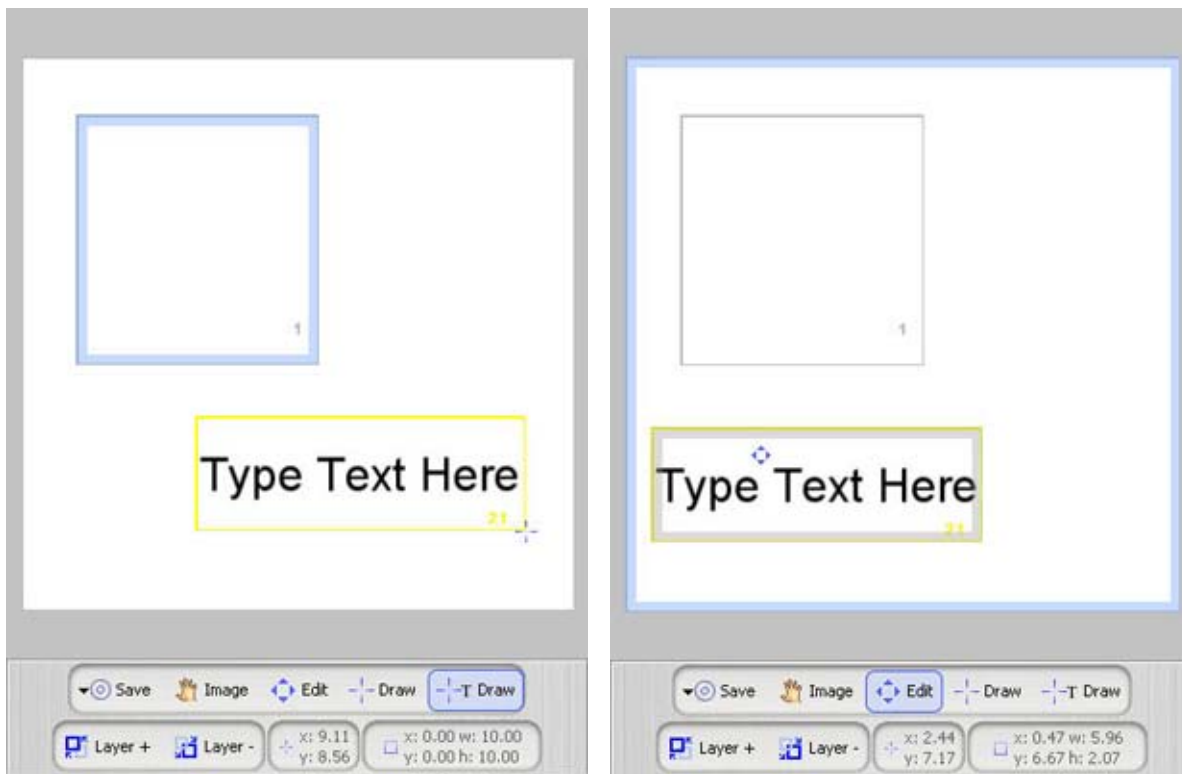 1
Type Text Here
21
Save Image Edit Draw T Draw
Layer + Layer - x: 9.11 x: 0.00 w: 10.00
y: 8.56 y: 0.00 h: 10.00
1
Type Text Here
21
Save Image Edit Draw T Draw
Layer + Layer - x: 2.44 x: 0.47 w: 5.96
y: 7.17 y: 6.67 h: 2.07